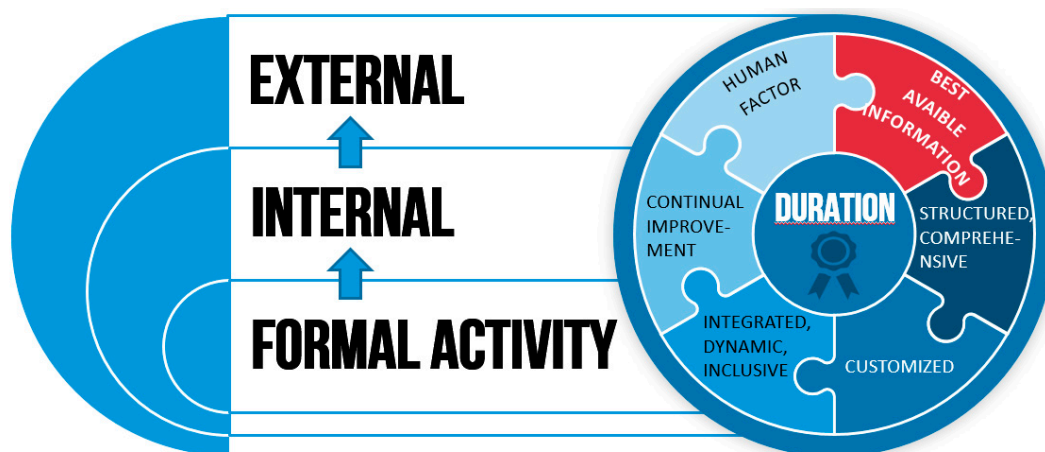 EXTERNAL
INTERNAL
FORMAL ACTIVITY
HUMAN
FACTOR
BEST
AVAIBLE
INFORMATION
CONTINUAL
IMPROVE-
MENT
DURATION
STRUCTURED,
COMPREHE-
NSIVE
INTEGRATED,
DYNAMIC,
INCLUSIVE
CUSTOMIZED